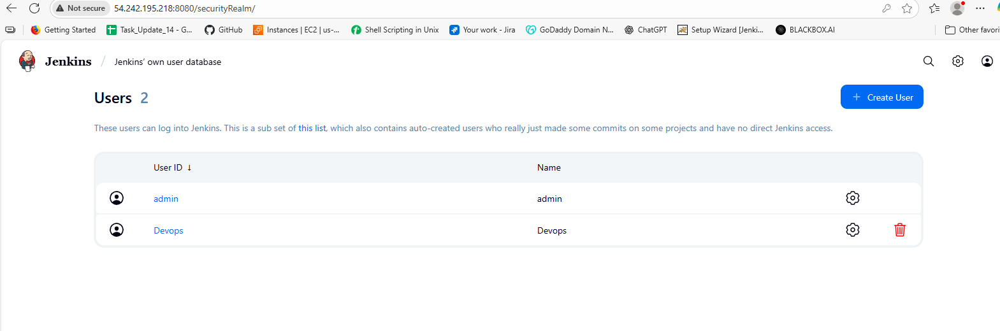 Not secure 54.242.195.218:8080/securityRealm/
Getting Started Task_Update_14 - G... GitHub Instances | EC2 | us-... Shell Scripting in Unix Your work - Jira GoDaddy Domain N... ChatGPT Setup Wizard [Jenki... BLACKBOX.AI Other favori
Jenkins / Jenkins' own user database
Users 2
+ Create User
These users can log into Jenkins. This is a sub set of this list, which also contains auto-created users who really just made some commits on some projects and have no direct Jenkins access.
User ID ↓ Name
admin admin
Devops Devops